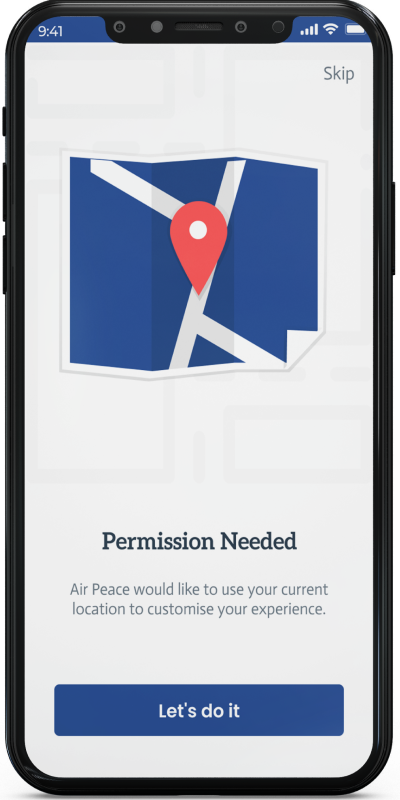 9:41
Skip
Permission Needed
Air Peace would like to use your current
location to customise your experience.
Let's do it